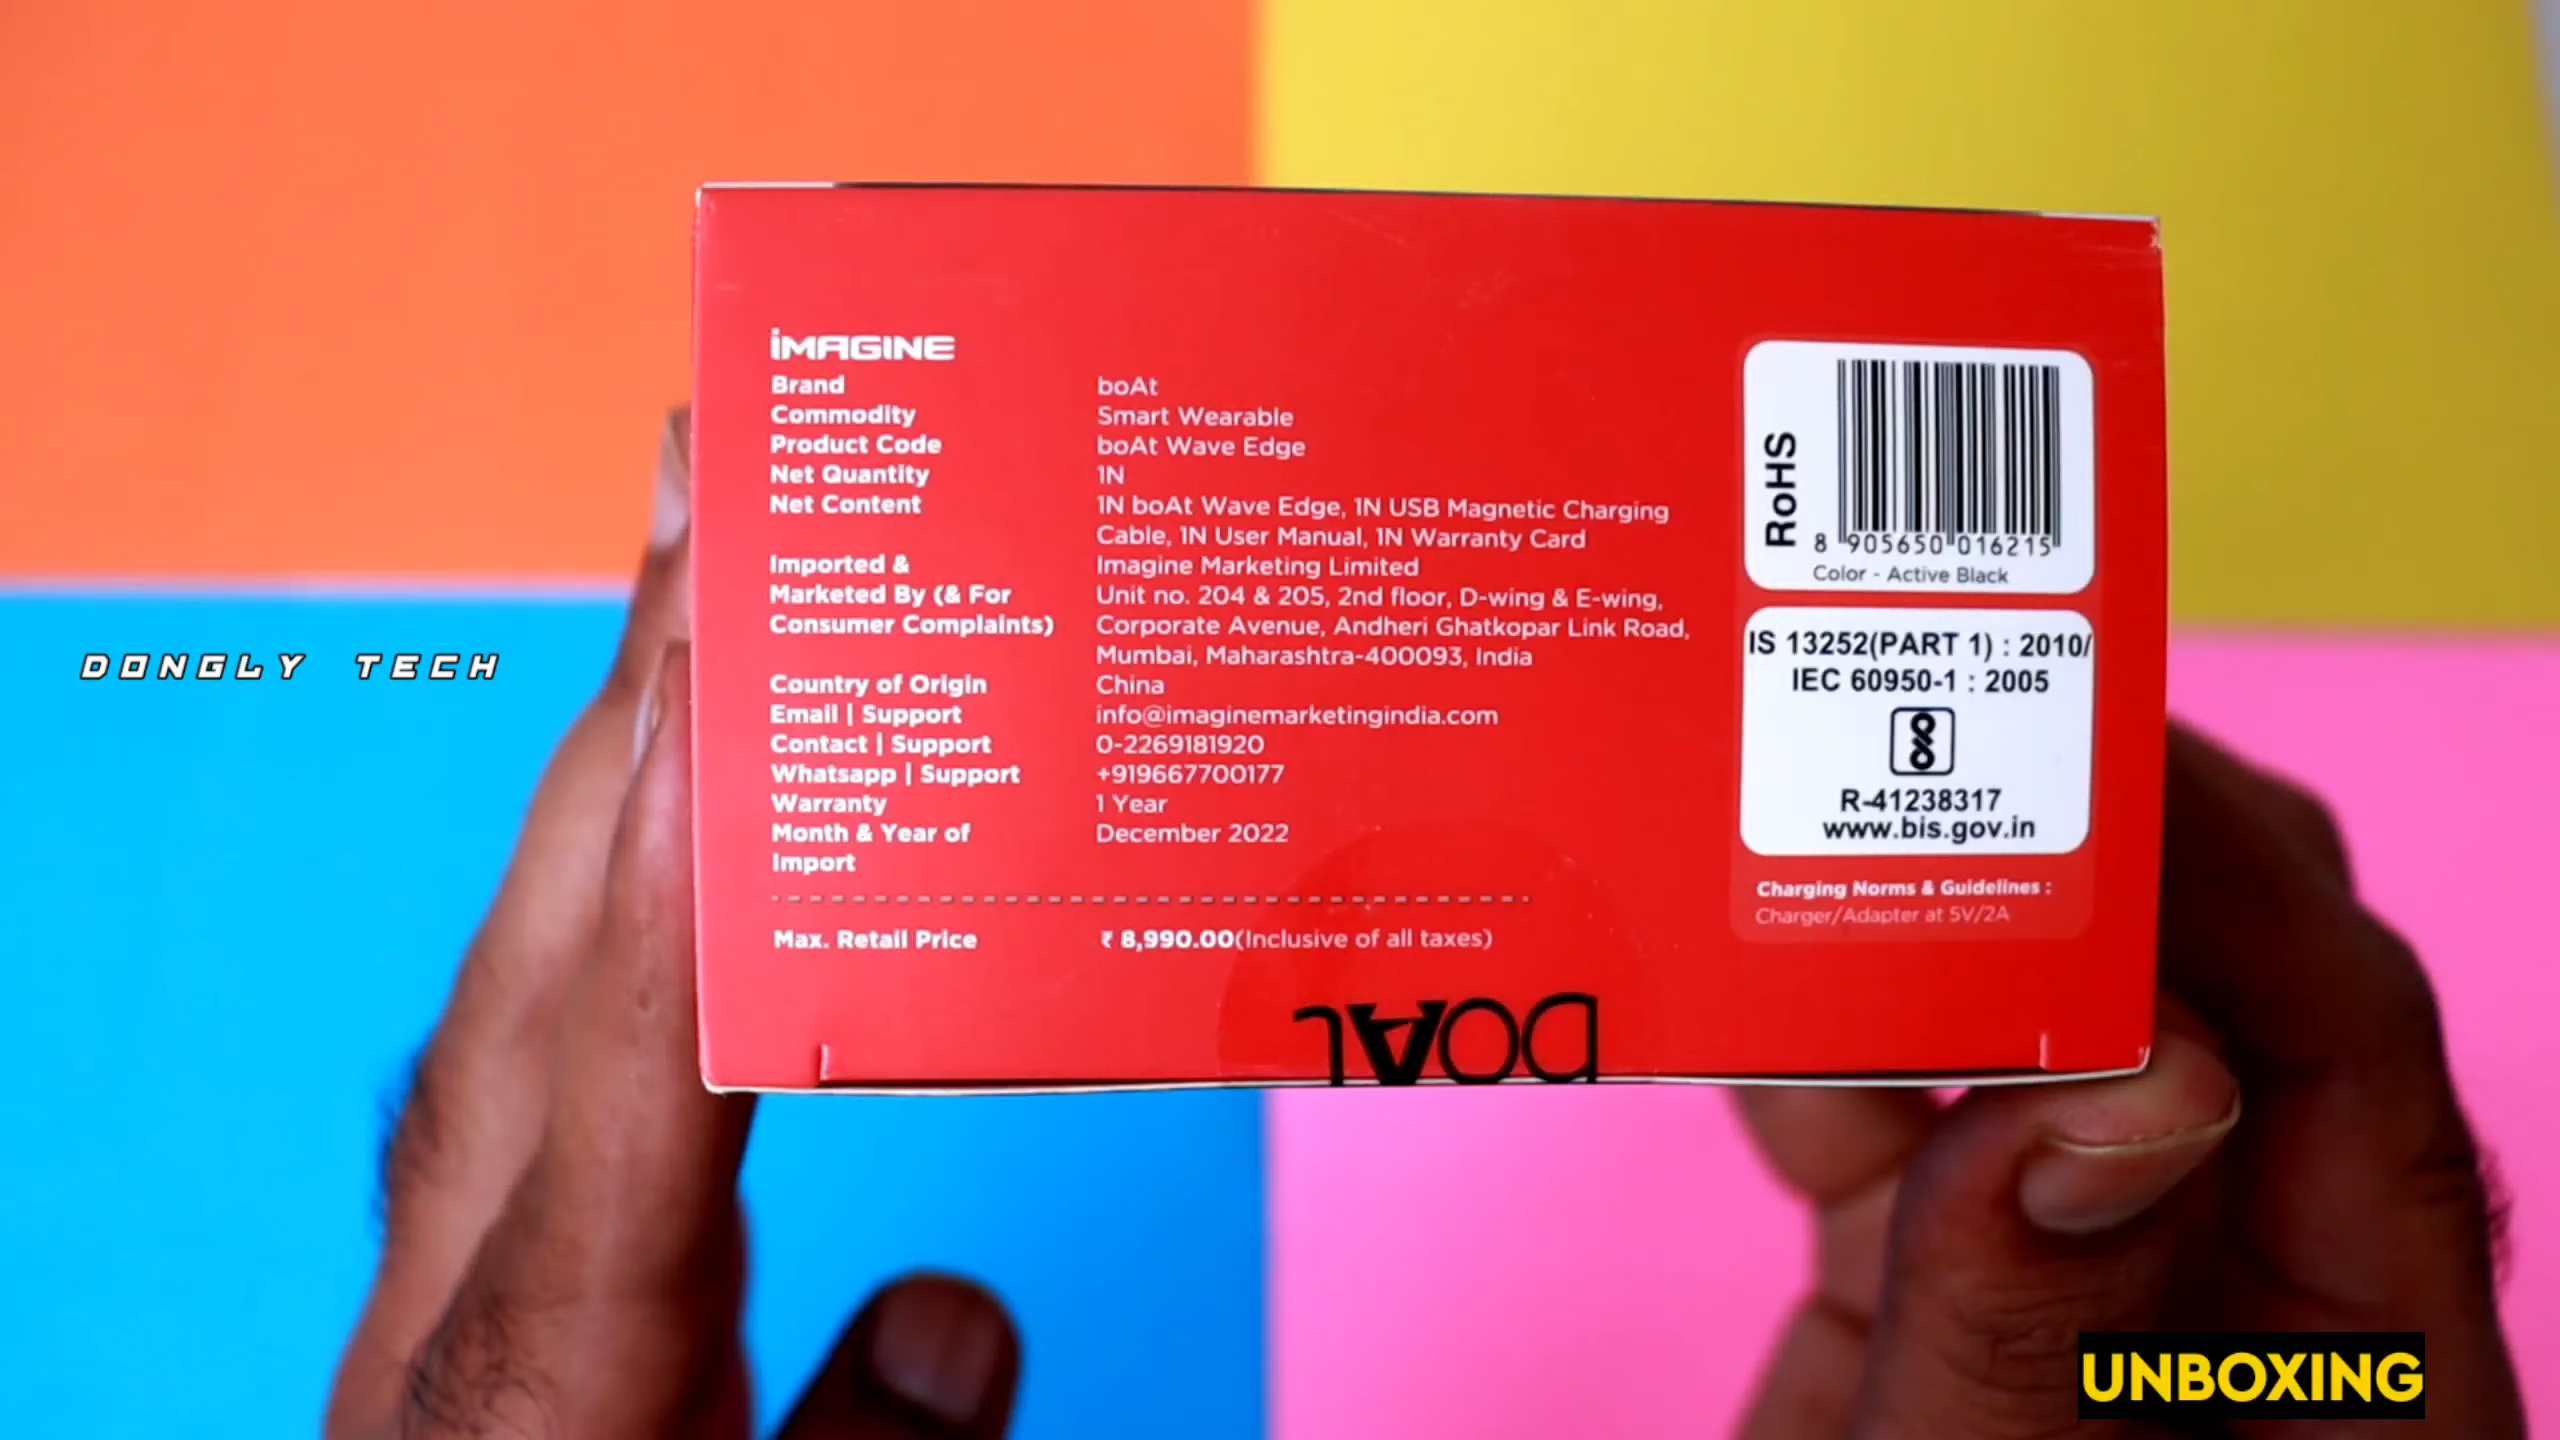 iMAGINE
Brand boAt
Commodity Smart Wearable
Product Code boAt Wave Edge
Net Quantity 1N
Net Content 1N boAt Wave Edge, 1N USB Magnetic Charging
Cable, 1N User Manual, 1N Warranty Card
Imported & Imagine Marketing Limited
Marketed By (& For Unit no. 204 & 205, 2nd floor, D-wing & E-wing,
Consumer Complaints) Corporate Avenue, Andheri Ghatkopar Link Road,
Mumbai, Maharashtra-400093, India
Country of Origin China
Email | Support info@imaginemarketingindia.com
Contact | Support 0-2269181920
Whatsapp | Support +919667700177
Warranty 1 Year
Month & Year of December 2022
Import
Max. Retail Price ₹ 8,990.00(Inclusive of all taxes)
RoHS
8 905650 016215
Color - Active Black
IS 13252(PART 1) : 2010/
IEC 60950-1 : 2005
R-41238317
www.bis.gov.in
Charging Norms & Guidelines :
Charger/Adapter at 5V/2A
boAt
DONGLY TECH
UNBOXING